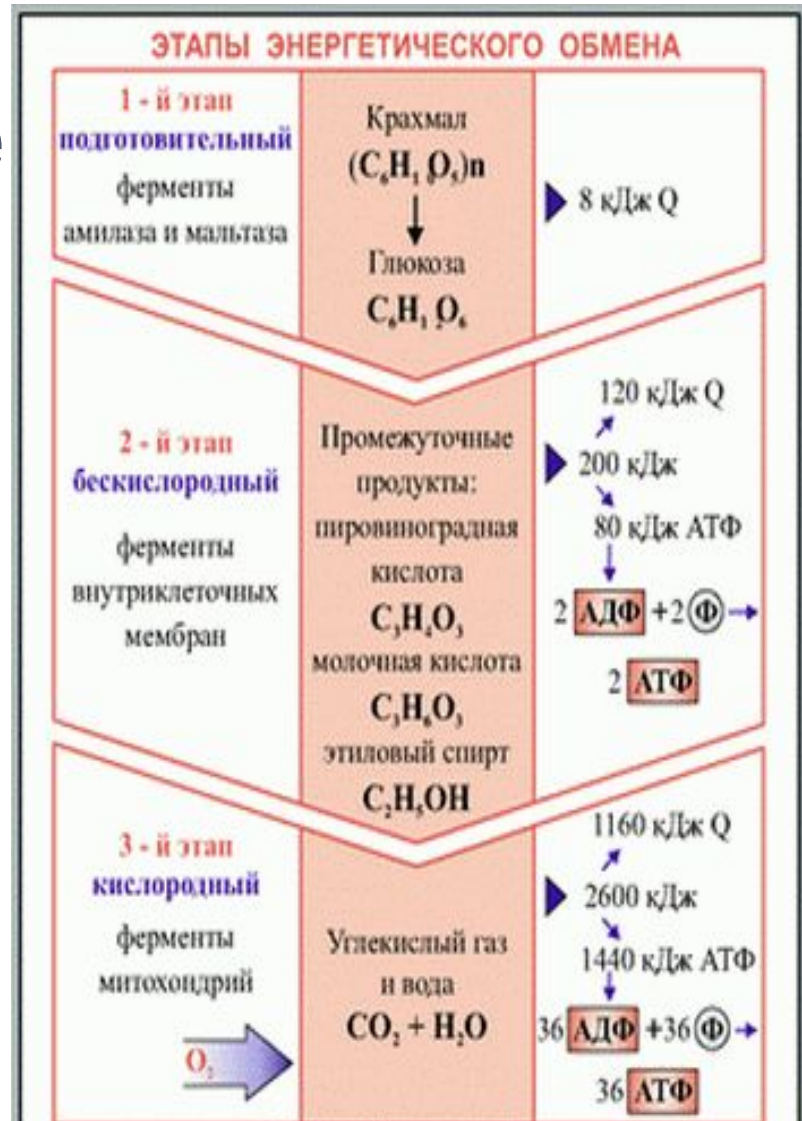 е
ЭТАПЫ ЭНЕРГЕТИЧЕСКОГО ОБМЕНА
1 - й этап
подготовительный
ферменты
амилаза и мальтаза
Крахмал
(C₆H₁₀O₅)n
Глюкоза
C₆H₁₂O₆
8 кДж Q
2 - й этап
бескислородный
ферменты
внутриклеточных
мембран
Промежуточные
продукты:
пировиноградная
кислота
C₃H₄O₃
молочная кислота
C₃H₆O₃
этиловый спирт
C₂H₅OH
120 кДж Q
200 кДж
80 кДж АТФ
2 АДФ +2 Ф
2 АТФ
3 - й этап
кислородный
ферменты
митохондрий
O₂
Углекислый газ
и вода
CO₂ + H₂O
1160 кДж Q
2600 кДж
1440 кДж АТФ
36 АДФ +36 Ф
36 АТФ